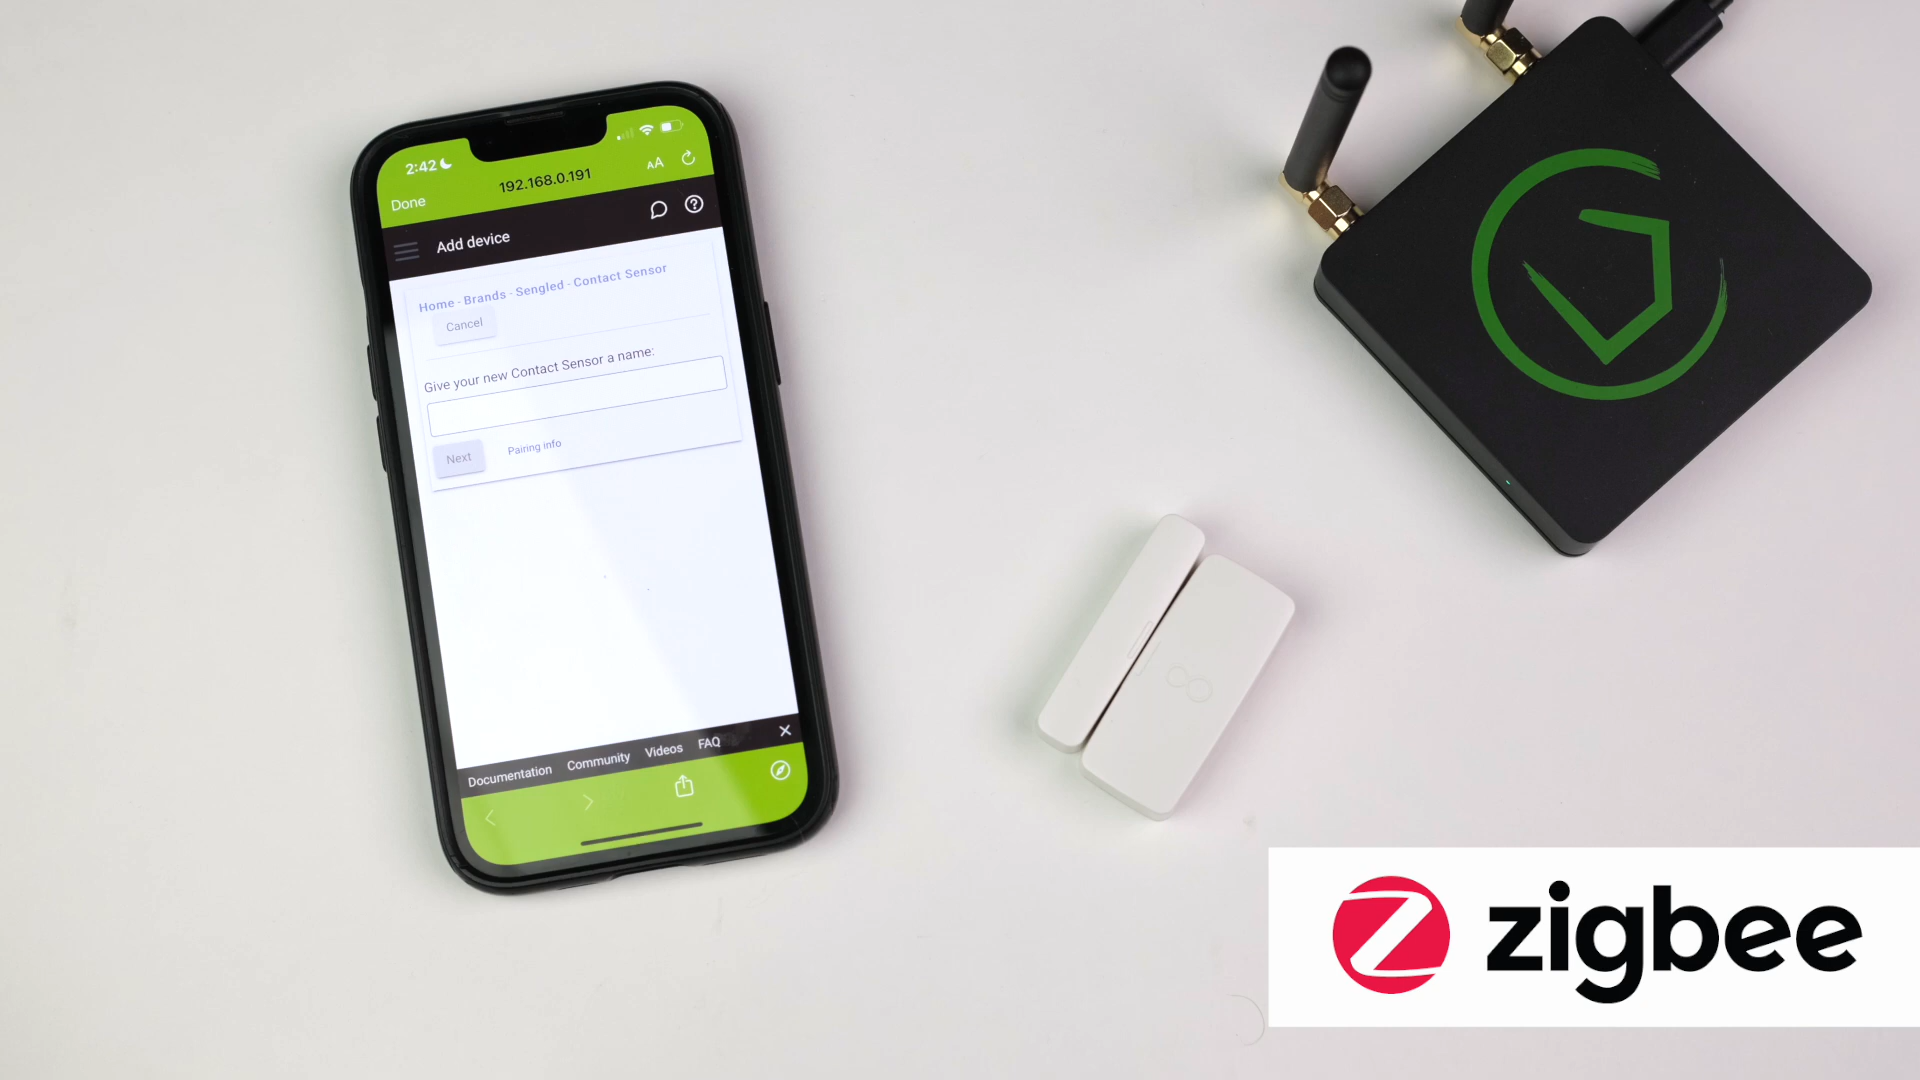 2:42
AA
192.168.0.191
Done
Add device
Home - Brands - Sengled - Contact Sensor
Cancel
Give your new Contact Sensor a name:
Next
Pairing info
Documentation Community Videos FAQ
zigbee